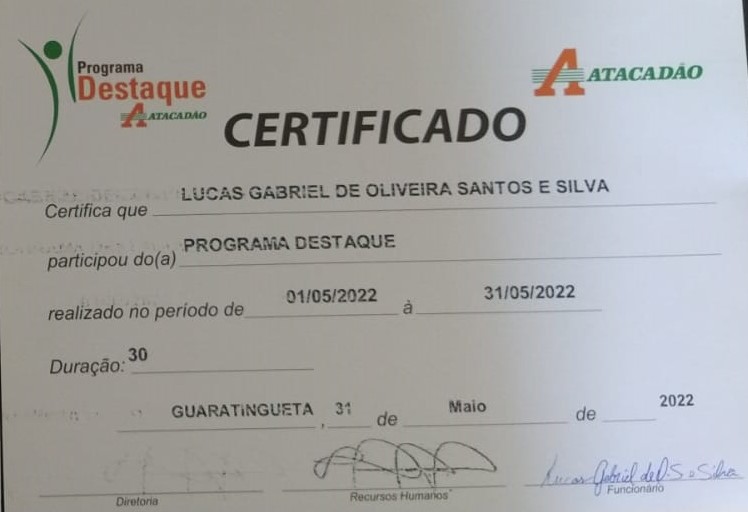 Programa
Destaque
ATACADÃO
ATACADÃO
CERTIFICADO
Certifica que LUCAS GABRIEL DE OLIVEIRA SANTOS E SILVA
participou do(a) PROGRAMA DESTAQUE
realizado no período de 01/05/2022 à 31/05/2022
Duração: 30
GUARATINGUETA, 31 de Maio de 2022
Lucas Gabriel de O. S. e Silva
Diretoria Recursos Humanos Funcionário